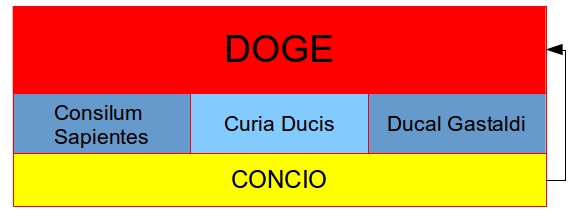 DOGE
Consilum
Sapientes
Curia Ducis
Ducal Gastaldi
CONCIO